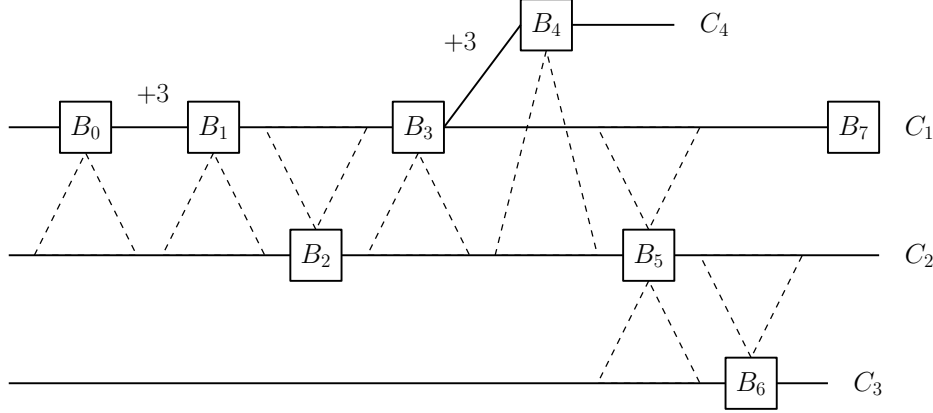 B₄ C₄
+3
+3
B₀ B₁ B₃ B₇ C₁
B₂ B₅ C₂
B₆ C₃